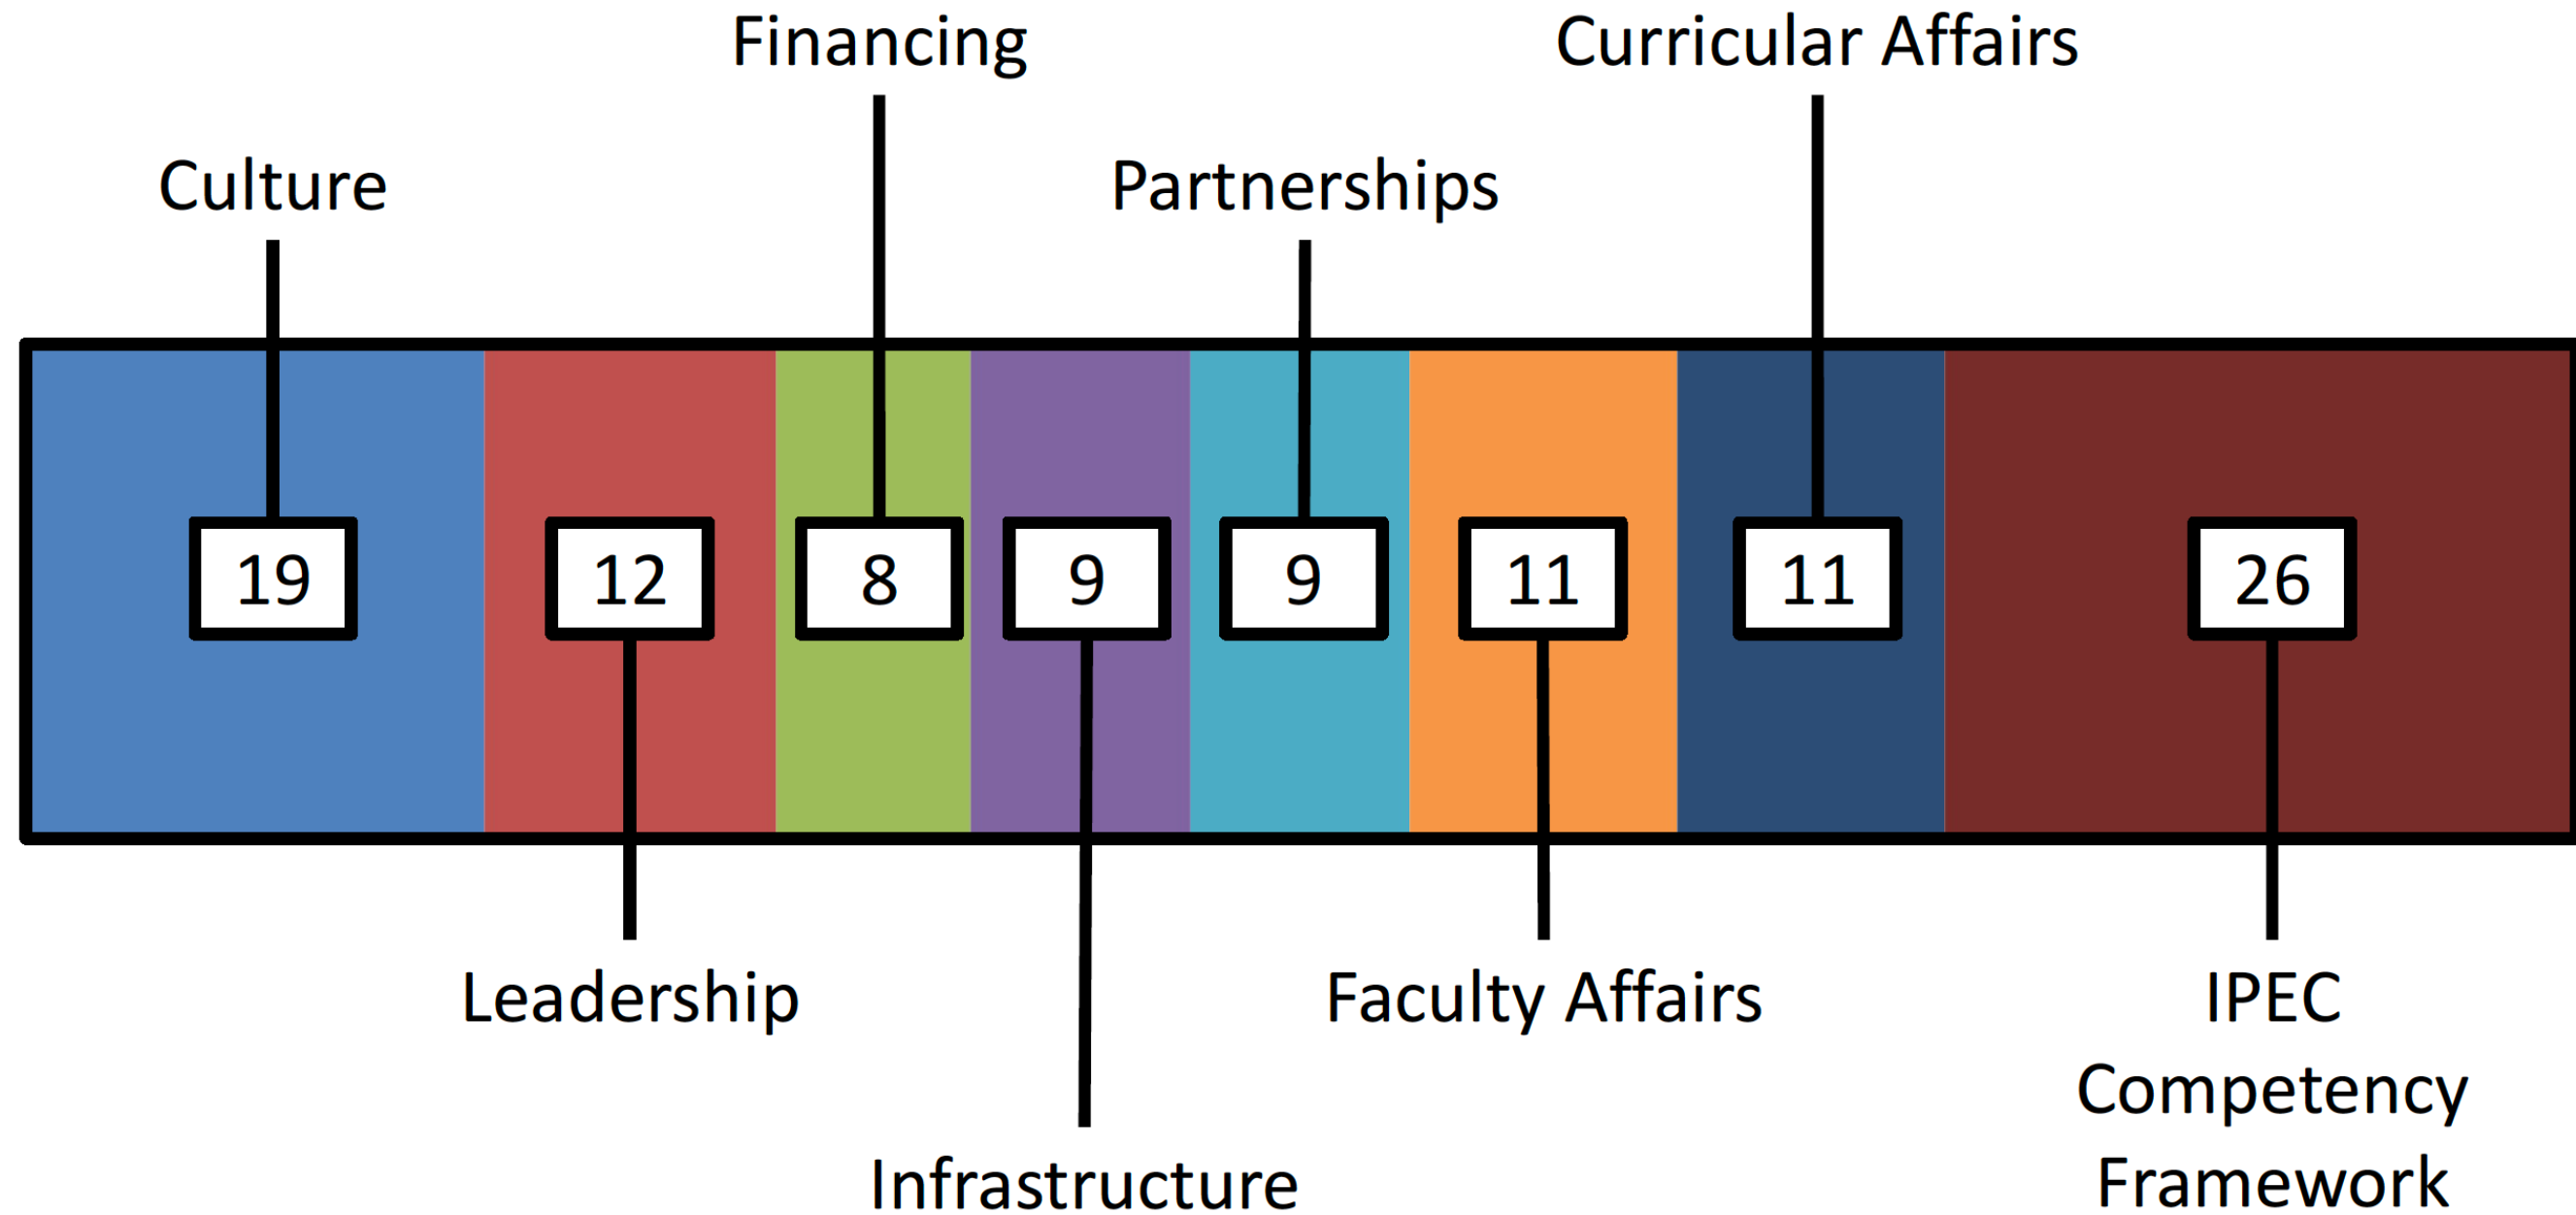 Financing
Curricular Affairs
Culture
Partnerships
19
12
8
9
9
11
11
26
Leadership
Faculty Affairs
IPEC
Competency
Framework
Infrastructure